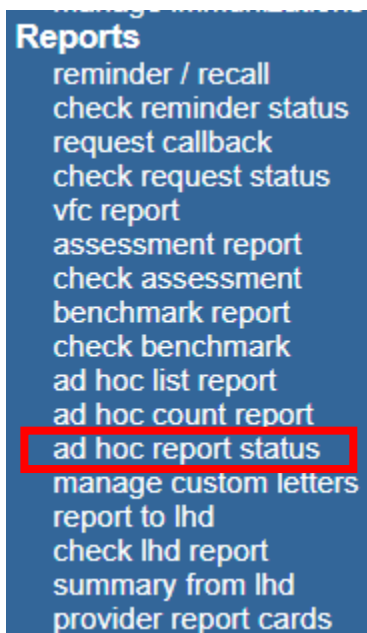 manage immunizations
Reports
reminder / recall
check reminder status
request callback
check request status
vfc report
assessment report
check assessment
benchmark report
check benchmark
ad hoc list report
ad hoc count report
ad hoc report status
manage custom letters
report to lhd
check lhd report
summary from lhd
provider report cards